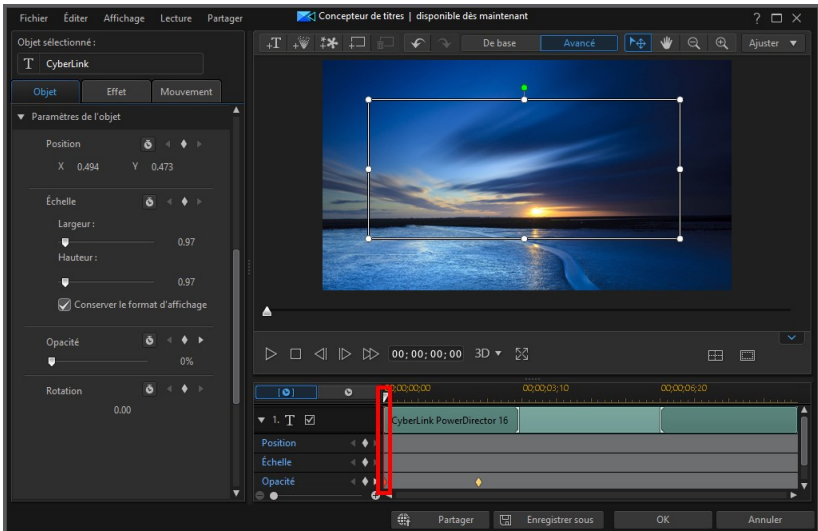 Fichier Éditer Affichage Lecture Partager
Concepteur de titres | disponible dès maintenant
Objet sélectionné :
T CyberLink
Objet Effet Mouvement
Paramètres de l'objet
Position
X 0.494 Y 0.473
Échelle
Largeur :
0.97
Hauteur :
0.97
Conserver le format d'affichage
Opacité
0%
Rotation
0.00
T De base Avancé Ajuster
00;00;00;00 3D
00;00;00;00 00;00;03;10 00;00;06;20
1. T CyberLink PowerDirector 16
Position
Échelle
Opacité
Partager Enregistrer sous OK Annuler